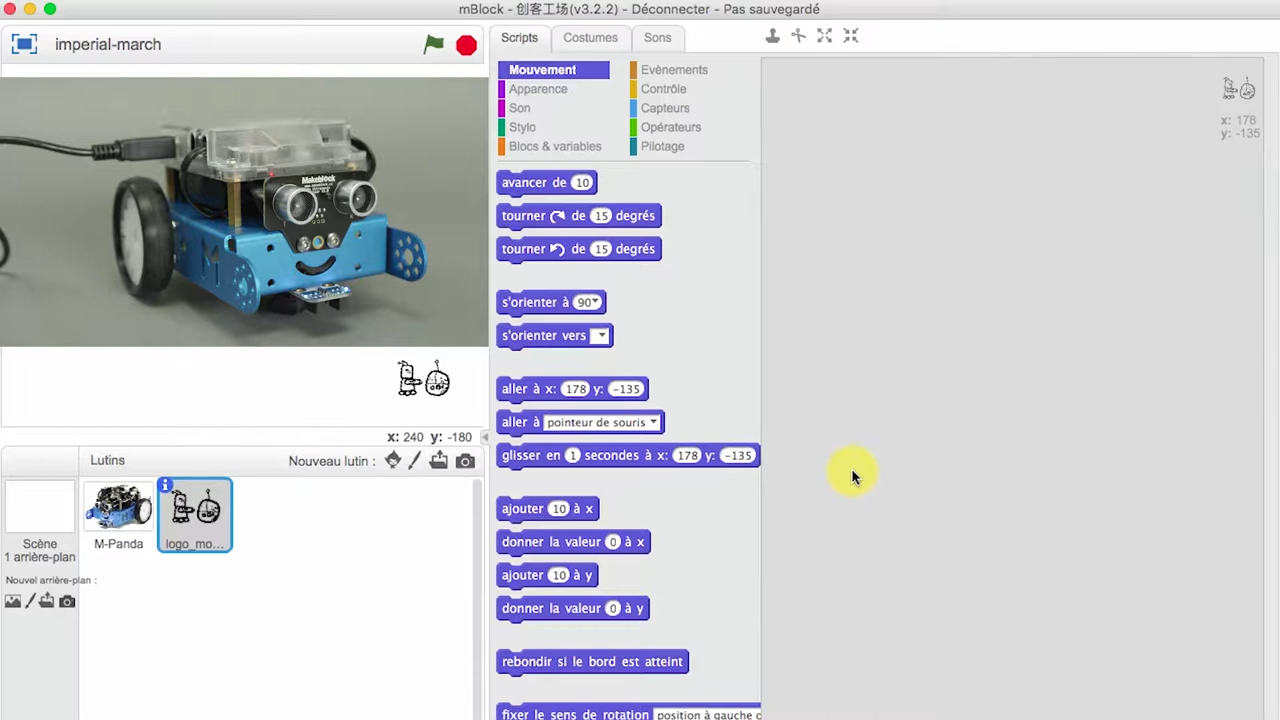 mBlock - 创客工场(v3.2.2) - Déconnecter - Pas sauvegardé
imperial-march
Scripts
Costumes
Sons
Mouvement
Evènements
Apparence
Contrôle
Son
Capteurs
Stylo
Opérateurs
Blocs & variables
Pilotage
x: 178
y: -135
avancer de 10
tourner de 15 degrés
tourner de 15 degrés
s'orienter à 90
s'orienter vers
aller à x: 178 y: -135
aller à pointeur de souris
glisser en 1 secondes à x: 178 y: -135
ajouter 10 à x
donner la valeur 0 à x
ajouter 10 à y
donner la valeur 0 à y
rebondir si le bord est atteint
fixer le sens de rotation position à gauche
Makeblock
x: 240 y: -180
Lutins
Nouveau lutin :
Scène
1 arrière-plan
M-Panda
logo_mo...
Nouvel arrière-plan :